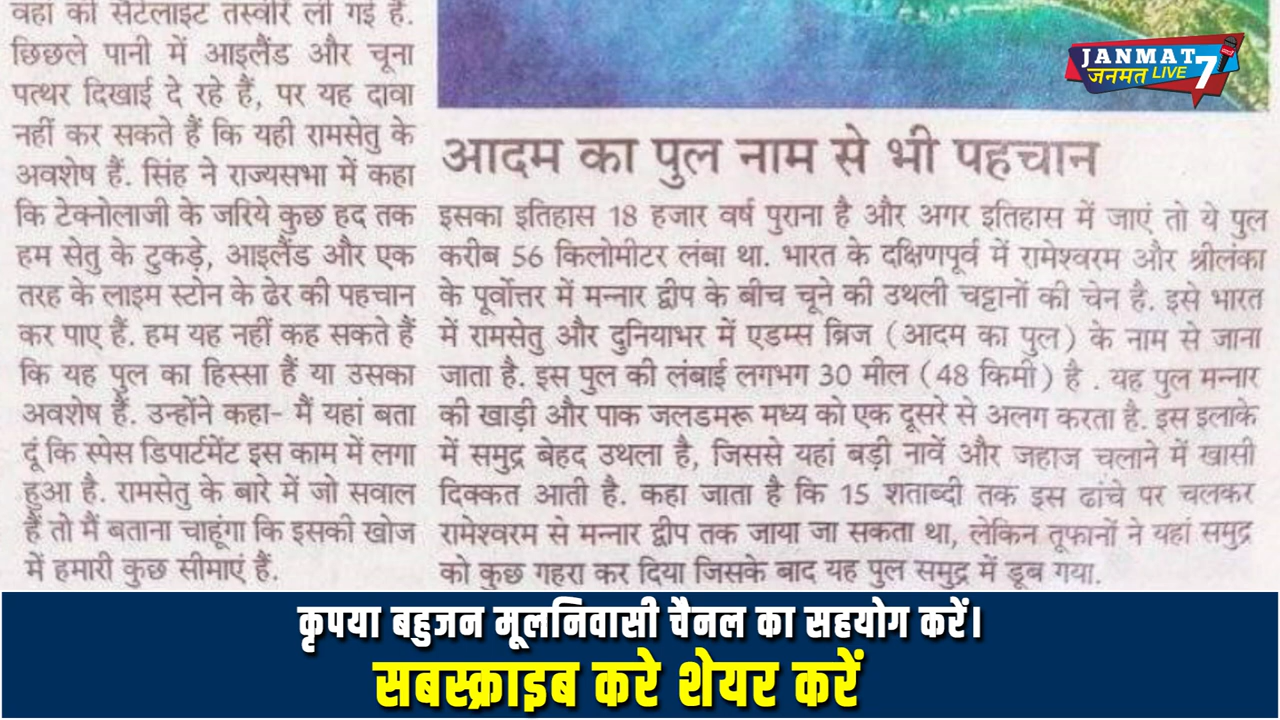 वहां की सैटेलाइट तस्वीरें ली गई हैं.
छिछले पानी में आइलैंड और चूना
पत्थर दिखाई दे रहे हैं, पर यह दावा
नहीं कर सकते हैं कि यही रामसेतु के
अवशेष हैं. सिंह ने राज्यसभा में कहा
कि टेक्नोलाजी के जरिये कुछ हद तक
हम सेतु के टुकड़े, आइलैंड और एक
तरह के लाइम स्टोन के ढेर की पहचान
कर पाए हैं. हम यह नहीं कह सकते हैं
कि यह पुल का हिस्सा हैं या उसका
अवशेष हैं. उन्होंने कहा- मैं यहां बता
दूं कि स्पेस डिपार्टमेंट इस काम में लगा
हुआ है. रामसेतु के बारे में जो सवाल
हैं तो मैं बताना चाहूंगा कि इसकी खोज
में हमारी कुछ सीमाएं हैं.
JANMAT 7
जनमत LIVE
आदम का पुल नाम से भी पहचान
इसका इतिहास 18 हजार वर्ष पुराना है और अगर इतिहास में जाएं तो ये पुल
करीब 56 किलोमीटर लंबा था. भारत के दक्षिणपूर्व में रामेश्वरम और श्रीलंका
के पूर्वोत्तर में मन्नार द्वीप के बीच चूने की उथली चट्टानों की चेन है. इसे भारत
में रामसेतु और दुनियाभर में एडम्स ब्रिज (आदम का पुल) के नाम से जाना
जाता है. इस पुल की लंबाई लगभग 30 मील (48 किमी) है . यह पुल मन्नार
की खाड़ी और पाक जलडमरू मध्य को एक दूसरे से अलग करता है. इस इलाके
में समुद्र बेहद उथला है, जिससे यहां बड़ी नावें और जहाज चलाने में खासी
दिक्कत आती है. कहा जाता है कि 15 शताब्दी तक इस ढांचे पर चलकर
रामेश्वरम से मन्नार द्वीप तक जाया जा सकता था, लेकिन तूफानों ने यहां समुद्र
को कुछ गहरा कर दिया जिसके बाद यह पुल समुद्र में डूब गया.
कृपया बहुजन मूलनिवासी चैनल का सहयोग करें।
सबस्क्राइब करे शेयर करें